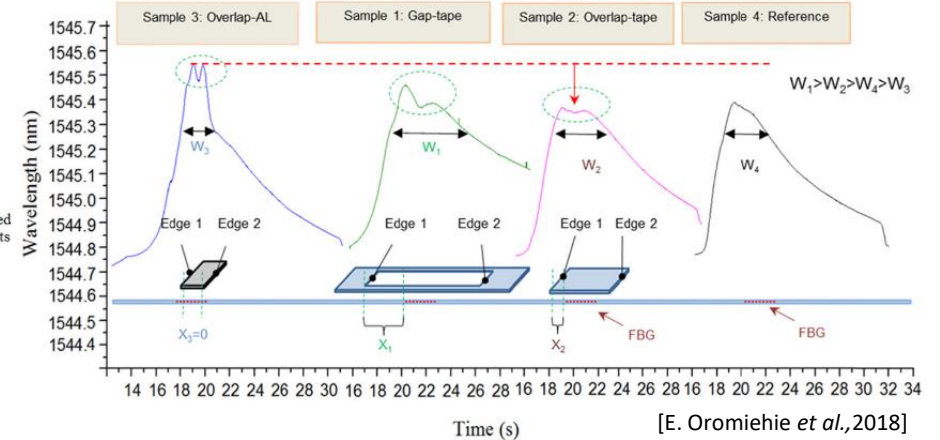 Sample 3: Overlap-AL
Sample 1: Gap-tape
Sample 2: Overlap-tape
Sample 4: Reference
1545.7
1545.6
1545.5
1545.4
1545.3
1545.2
1545.0
1544.9
1544.8
1544.7
1544.6
1544.5
1544.4
Wavelength (nm)
ts
W₁>W₂>W₄>W₃
W₃
W₁
W₂
W₄
Edge 1
Edge 2
Edge 1
Edge 2
Edge 1
Edge 2
X₃=0
X₁
X₂
FBG
FBG
14 16 18 20 22 24 26 28 30 32 16 18 20 22 24 26 28 16 18 20 22 24 26 28 16 18 20 22 24 26 28 30 32 34
Time (s)
[E. Oromiehie et al.,2018]